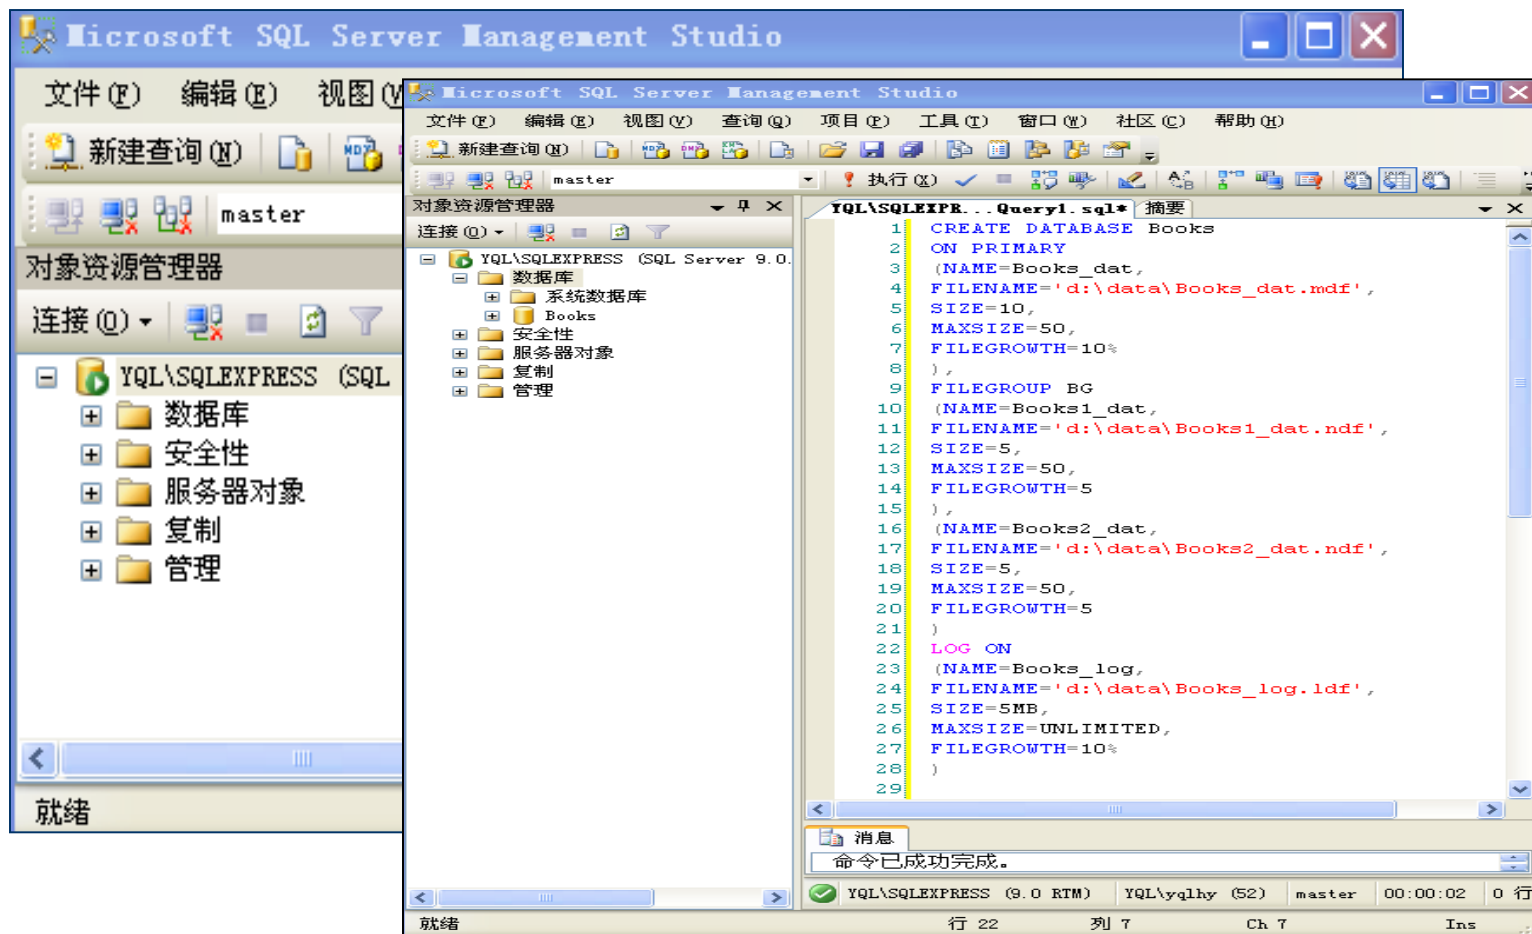 Microsoft SQL Server Management Studio
文件(F) 编辑(E) 视图(V
新建查询(N)
master
对象资源管理器
连接(O)
YQL\SQLEXPRESS (SQL
数据库
安全性
服务器对象
复制
管理
就绪
Microsoft SQL Server Management Studio
文件(F) 编辑(E) 视图(V) 查询(Q) 项目(P) 工具(T) 窗口(W) 社区(C) 帮助(H)
新建查询(N)
master 执行(X)
对象资源管理器
连接(O)
YQL\SQLEXPRESS (SQL Server 9.0.
数据库
系统数据库
Books
安全性
服务器对象
复制
管理
就绪
YQL\SQLEXPR...Query1.sql* 摘要
1 CREATE DATABASE Books
2 ON PRIMARY
3 (NAME=Books_dat,
4 FILENAME='d:\data\Books_dat.mdf',
5 SIZE=10,
6 MAXSIZE=50,
7 FILEGROWTH=10%
8 ),
9 FILEGROUP BG
10 (NAME=Books1_dat,
11 FILENAME='d:\data\Books1_dat.ndf',
12 SIZE=5,
13 MAXSIZE=50,
14 FILEGROWTH=5
15 ),
16 (NAME=Books2_dat,
17 FILENAME='d:\data\Books2_dat.ndf',
18 SIZE=5,
19 MAXSIZE=50,
20 FILEGROWTH=5
21 )
22 LOG ON
23 (NAME=Books_log,
24 FILENAME='d:\data\Books_log.ldf',
25 SIZE=5MB,
26 MAXSIZE=UNLIMITED,
27 FILEGROWTH=10%
28 )
29
消息
命令已成功完成。
YQL\SQLEXPRESS (9.0 RTM) YQL\yqlhy (52) master 00:00:02 0 行
行 22 列 7 Ch 7 Ins